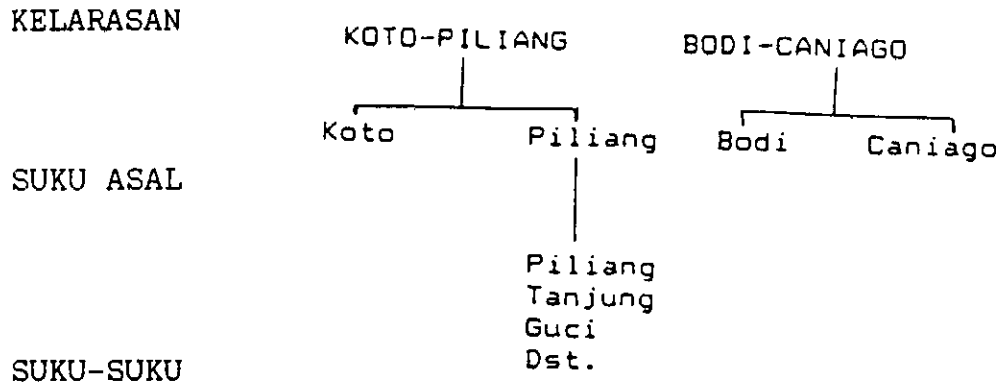 KELARASAN
KOTO-PILIANG BODI-CANIAGO
Koto Piliang Bodi Caniago
SUKU ASAL
Piliang
Tanjung
Guci
Dst.
SUKU-SUKU